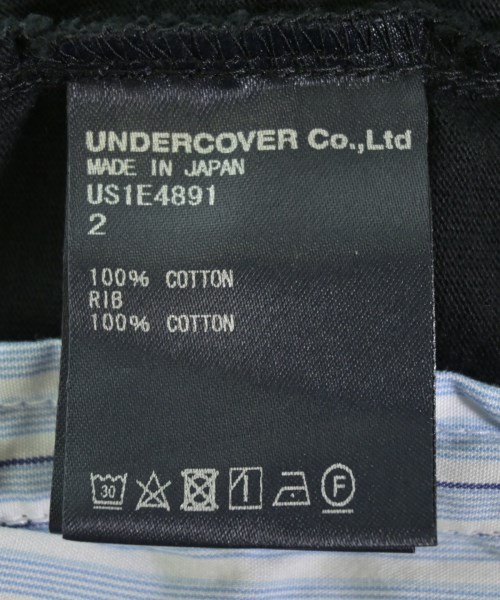 UNDERCOVER Co.,Ltd
MADE IN JAPAN
US1E4891
2
100% COTTON
RIB
100% COTTON
30
F